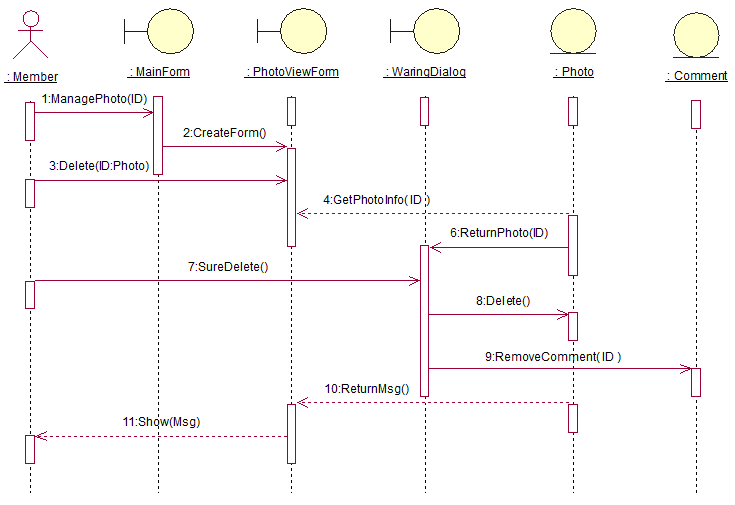 : Member
: MainForm
: PhotoViewForm
: WaringDialog
: Photo
: Comment
1:ManagePhoto(ID)
2:CreateForm()
3:Delete(ID:Photo)
4:GetPhotoInfo( ID )
6:ReturnPhoto(ID)
7:SureDelete()
8:Delete()
9:RemoveComment( ID )
10:ReturnMsg()
11:Show(Msg)